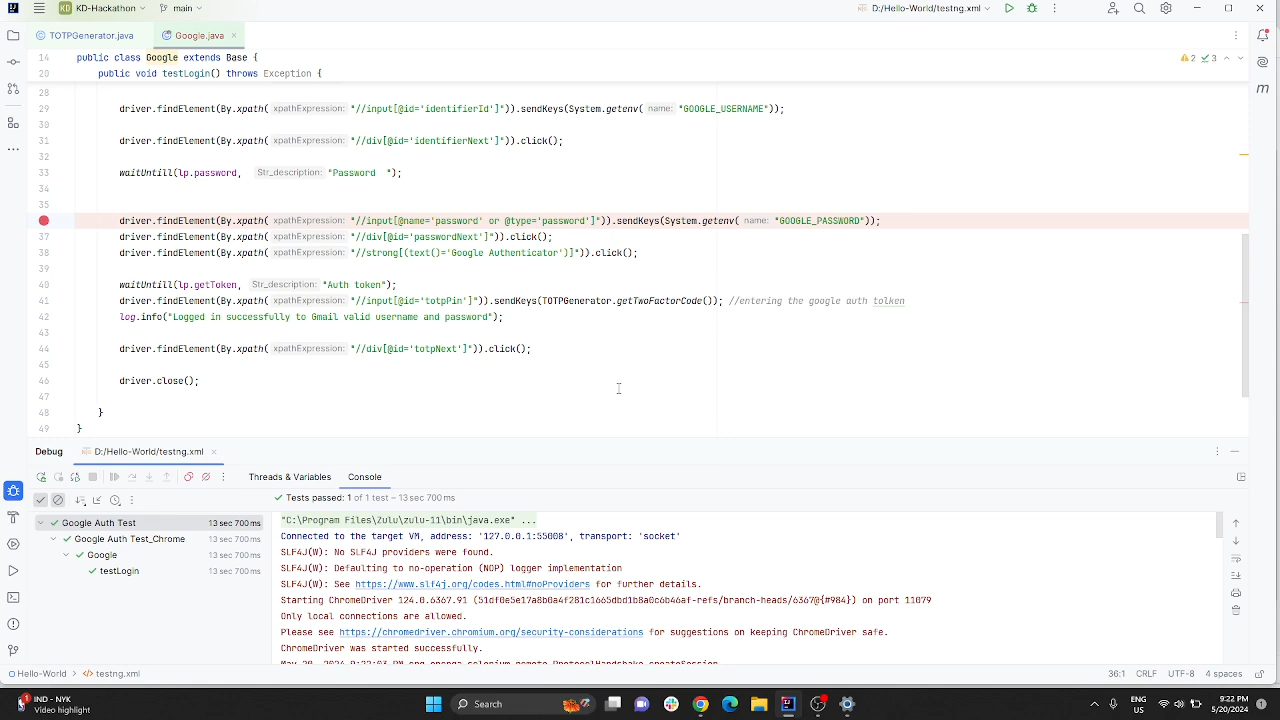 KD KD-Hackathon main D:/Hello-World/testng.xml
TOTPGenerator.java Google.java
14 public class Google extends Base {
20 public void testLogin() throws Exception {
2 3
28
29 driver.findElement(By.xpath( xpathExpression: "//input[@id='identifierId']")).sendKeys(System.getenv( name: "GOOGLE_USERNAME"));
30
31 driver.findElement(By.xpath( xpathExpression: "//div[@id='identifierNext']")).click();
32
33 waitUntill(lp.password, Str_description: "Password  ");
34
35
driver.findElement(By.xpath( xpathExpression: "//input[@name='password' or @type='password']")).sendKeys(System.getenv( name: "GOOGLE_PASSWORD"));
37 driver.findElement(By.xpath( xpathExpression: "//div[@id='passwordNext']")).click();
38 driver.findElement(By.xpath( xpathExpression: "//strong[(text()='Google Authenticator')]")).click();
39
40 waitUntill(lp.getToken, Str_description: "Auth token");
41 driver.findElement(By.xpath( xpathExpression: "//input[@id='totpPin']")).sendKeys(TOTPGenerator.getTwoFactorCode()); //entering the google auth tolken
42 log.info("Logged in successfully to Gmail valid username and password");
43
44 driver.findElement(By.xpath( xpathExpression: "//div[@id='totpNext']")).click();
45
46 driver.close();
47
48 }
49 }
Debug D:/Hello-World/testng.xml
Threads & Variables Console
Tests passed: 1 of 1 test – 13 sec 700 ms
Google Auth Test 13 sec 700 ms
Google Auth Test_Chrome 13 sec 700 ms
Google 13 sec 700 ms
testLogin 13 sec 700 ms
"C:\Program Files\Zulu\zulu-11\bin\java.exe" ...
Connected to the target VM, address: '127.0.0.1:55008', transport: 'socket'
SLF4J(W): No SLF4J providers were found.
SLF4J(W): Defaulting to no-operation (NOP) logger implementation
SLF4J(W): See https://www.slf4j.org/codes.html#noProviders for further details.
Starting ChromeDriver 124.0.6367.91 (51df0e5e17a8b0a4f281c1665dbd1b8a0c6b46af-refs/branch-heads/6367@{#984}) on port 11079
Only local connections are allowed.
Please see https://chromedriver.chromium.org/security-considerations for suggestions on keeping ChromeDriver safe.
ChromeDriver was started successfully.
Hello-World testng.xml 36:1 CRLF UTF-8 4 spaces
1 IND - NYK
Video highlight
Search
ENG
US
9:22 PM
5/20/2024